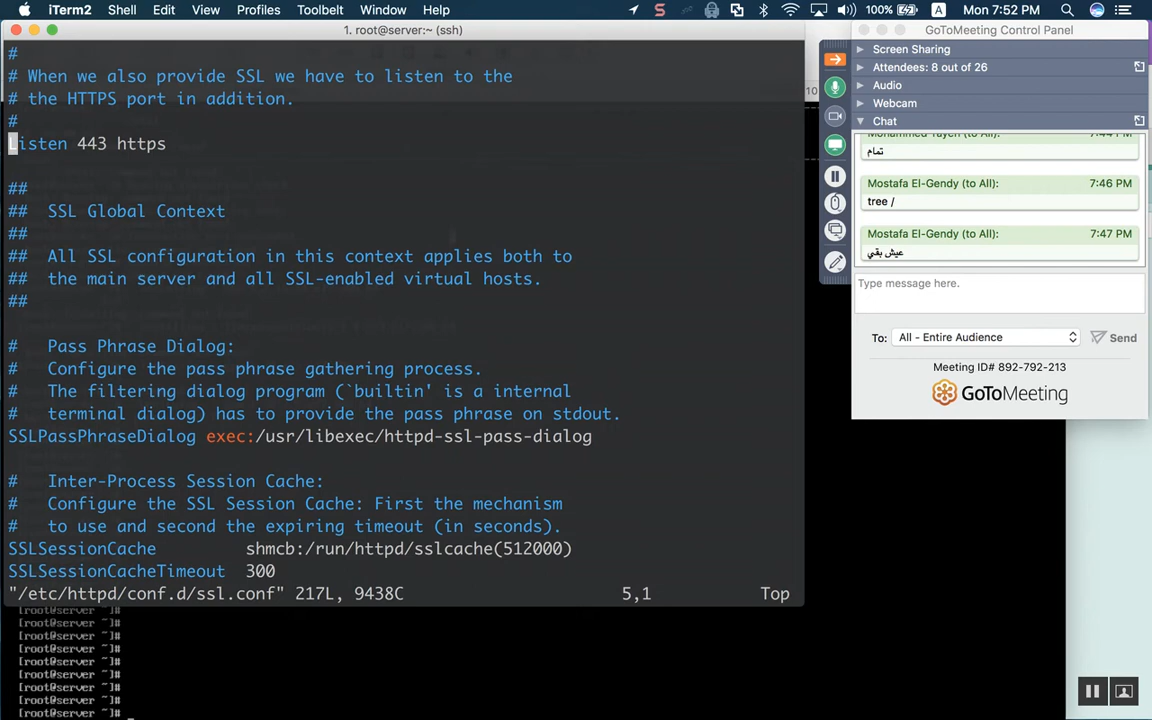 iTerm2 Shell Edit View Profiles Toolbelt Window Help
100% A Mon 7:52 PM
1. root@server:~ (ssh)
#
# When we also provide SSL we have to listen to the
# the HTTPS port in addition.
#
Listen 443 https
##
## SSL Global Context
##
## All SSL configuration in this context applies both to
## the main server and all SSL-enabled virtual hosts.
##
# Pass Phrase Dialog:
# Configure the pass phrase gathering process.
# The filtering dialog program (`builtin' is a internal
# terminal dialog) has to provide the pass phrase on stdout.
SSLPassPhraseDialog exec:/usr/libexec/httpd-ssl-pass-dialog
# Inter-Process Session Cache:
# Configure the SSL Session Cache: First the mechanism
# to use and second the expiring timeout (in seconds).
SSLSessionCache shmcb:/run/httpd/sslcache(512000)
SSLSessionCacheTimeout 300
"/etc/httpd/conf.d/ssl.conf" 217L, 9438C 5,1 Top
[root@server ~]#
[root@server ~]#
[root@server ~]#
[root@server ~]#
[root@server ~]#
[root@server ~]#
[root@server ~]#
[root@server ~]#
[root@server ~]#
10
GoToMeeting Control Panel
Screen Sharing
Attendees: 8 out of 26
Audio
Webcam
Chat
Mohammed Tayeh (to All): 7:44 PM
تمام
Mostafa El-Gendy (to All): 7:46 PM
tree /
Mostafa El-Gendy (to All): 7:47 PM
عيش بقي
Type message here.
To: All - Entire Audience Send
Meeting ID# 892-792-213
GoToMeeting